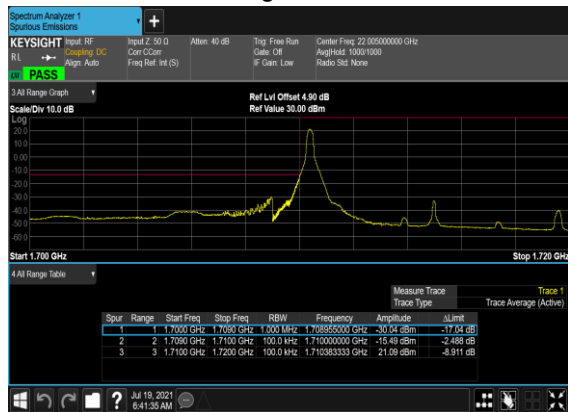 Spectrum Analyzer 1
Spurious Emissions
+
KEYSIGHT Input: RF Input Z: 50 Ω Atten: 40 dB Trig: Free Run Center Freq: 22.005000000 GHz
RL Coupling: DC Corr CCorr Gate: Off Avg|Hold: 1000/1000
Align: Auto Freq Ref: Int (S) IF Gain: Low Radio Std: None
LW PASS
3 All Range Graph
Ref Lvl Offset 4.90 dB
Scale/Div 10.0 dB Ref Value 30.00 dBm
Log
20.0
10.0
0.00
-10.0
-20.0
-30.0
-40.0
-50.0
-60.0
Start 1.700 GHz Stop 1.720 GHz
4 All Range Table
Measure Trace Trace 1
Trace Type Trace Average (Active)
Spur Range Start Freq Stop Freq RBW Frequency Amplitude ΔLimit
1 1 1.7000 GHz 1.7090 GHz 1.000 MHz 1.708955000 GHz -30.04 dBm -17.04 dB
2 2 1.7090 GHz 1.7100 GHz 100.0 kHz 1.710000000 GHz -15.49 dBm -2.488 dB
3 3 1.7100 GHz 1.7200 GHz 100.0 kHz 1.710383333 GHz 21.09 dBm -8.911 dB
? Jul 19, 2021
6:41:35 AM